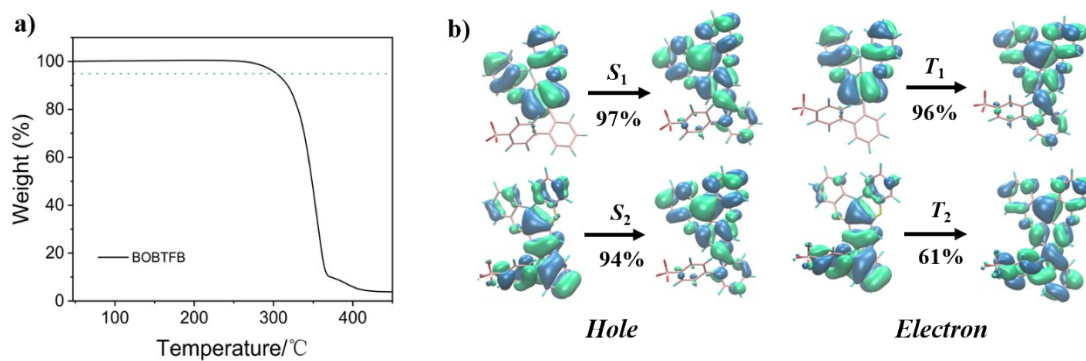 a)
Weight (%)
100
80
60
40
20
0
BOBTFB
100
200
300
400
Temperature/℃
b)
S1
97%
T1
96%
S2
94%
T2
61%
Hole
Electron